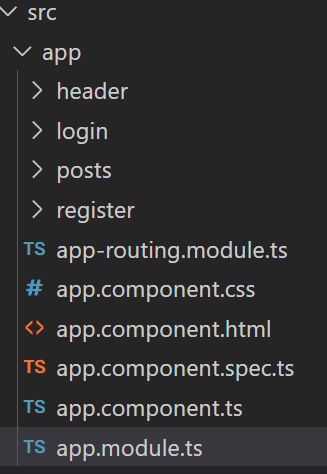 src
app
header
login
posts
register
TS app-routing.module.ts
# app.component.css
<> app.component.html
TS app.component.spec.ts
TS app.component.ts
TS app.module.ts